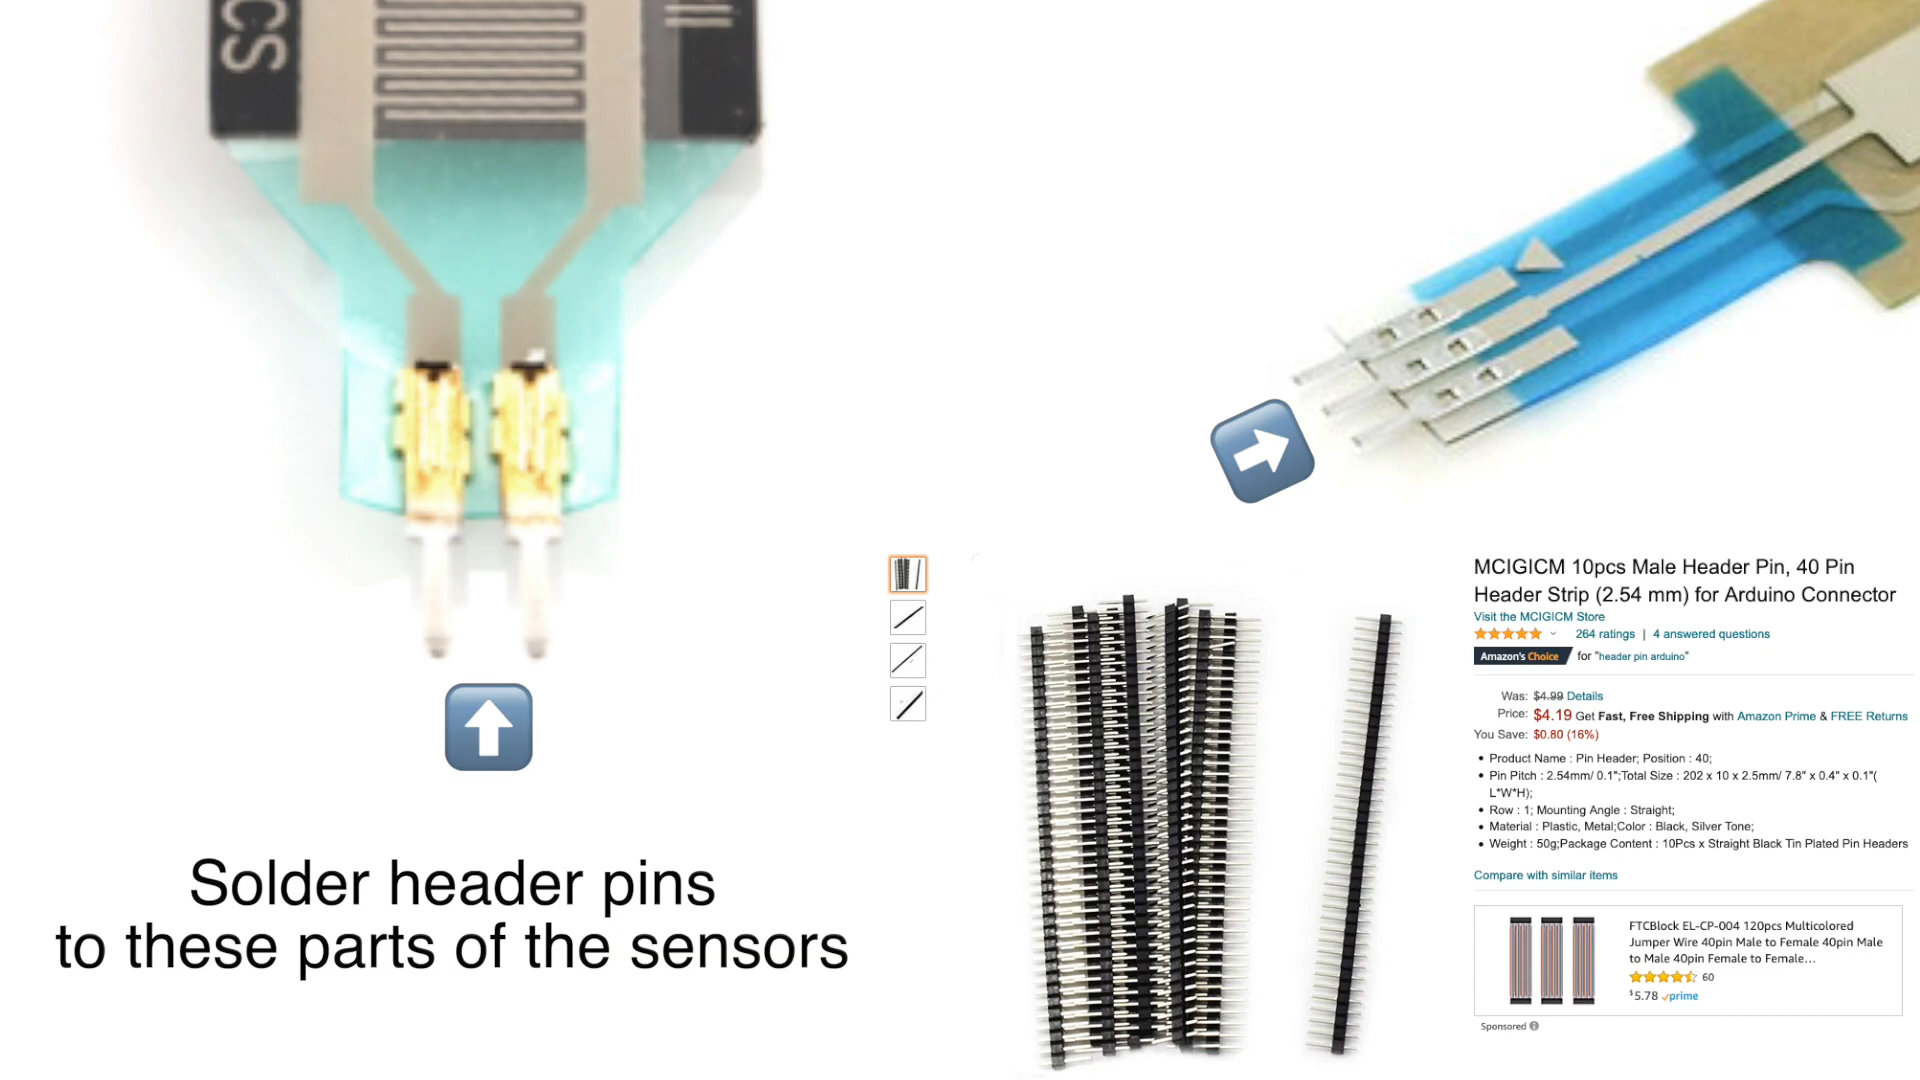 CS
Solder header pins
to these parts of the sensors
MCIGICM 10pcs Male Header Pin, 40 Pin
Header Strip (2.54 mm) for Arduino Connector
Visit the MCIGICM Store
264 ratings | 4 answered questions
Amazon's Choice for "header pin arduino"
Was: $4.99 Details
Price: $4.19 Get Fast, Free Shipping with Amazon Prime & FREE Returns
You Save: $0.80 (16%)
• Product Name : Pin Header; Position : 40;
• Pin Pitch : 2.54mm/ 0.1";Total Size : 202 x 10 x 2.5mm/ 7.8" x 0.4" x 0.1"(
L*W*H);
• Row : 1; Mounting Angle : Straight;
• Material : Plastic, Metal;Color : Black, Silver Tone;
• Weight : 50g;Package Content : 10Pcs x Straight Black Tin Plated Pin Headers
Compare with similar items
FTCBlock EL-CP-004 120pcs Multicolored
Jumper Wire 40pin Male to Female 40pin Male
to Male 40pin Female to Female...
60
$5.78 prime
Sponsored